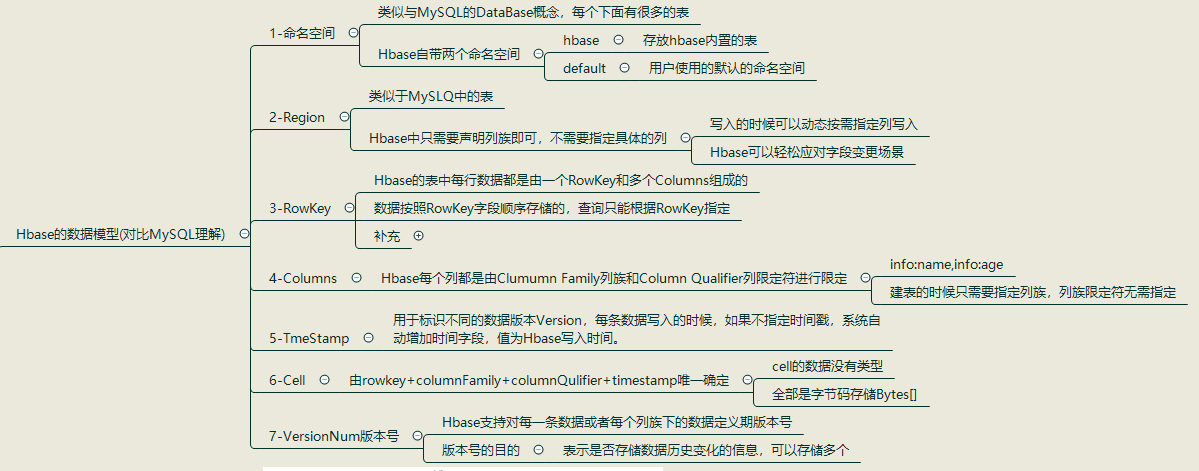 Hbase的数据模型(对比MySQL理解)
1-命名空间
类似与MySQL的DataBase概念，每个下面有很多的表
Hbase自带两个命名空间
hbase
存放hbase内置的表
default
用户使用的默认的命名空间
2-Region
类似于MySLQ中的表
Hbase中只需要声明列族即可，不需要指定具体的列
写入的时候可以动态按需指定列写入
Hbase可以轻松应对字段变更场景
3-RowKey
Hbase的表中每行数据都是由一个RowKey和多个Columns组成的
数据按照RowKey字段顺序存储的，查询只能根据RowKey指定
补充
4-Columns
Hbase每个列都是由Clumumn Family列族和Column Qualifier列限定符进行限定
info:name,info:age
建表的时候只需要指定列族，列族限定符无需指定
5-TmeStamp
用于标识不同的数据版本Version，每条数据写入的时候，如果不指定时间戳，系统自
动增加时间字段，值为Hbase写入时间。
6-Cell
由rowkey+columnFamily+columnQulifier+timestamp唯一确定
cell的数据没有类型
全部是字节码存储Bytes[]
7-VersionNum版本号
Hbase支持对每一条数据或者每个列族下的数据定义期版本号
版本号的目的
表示是否存储数据历史变化的信息，可以存储多个